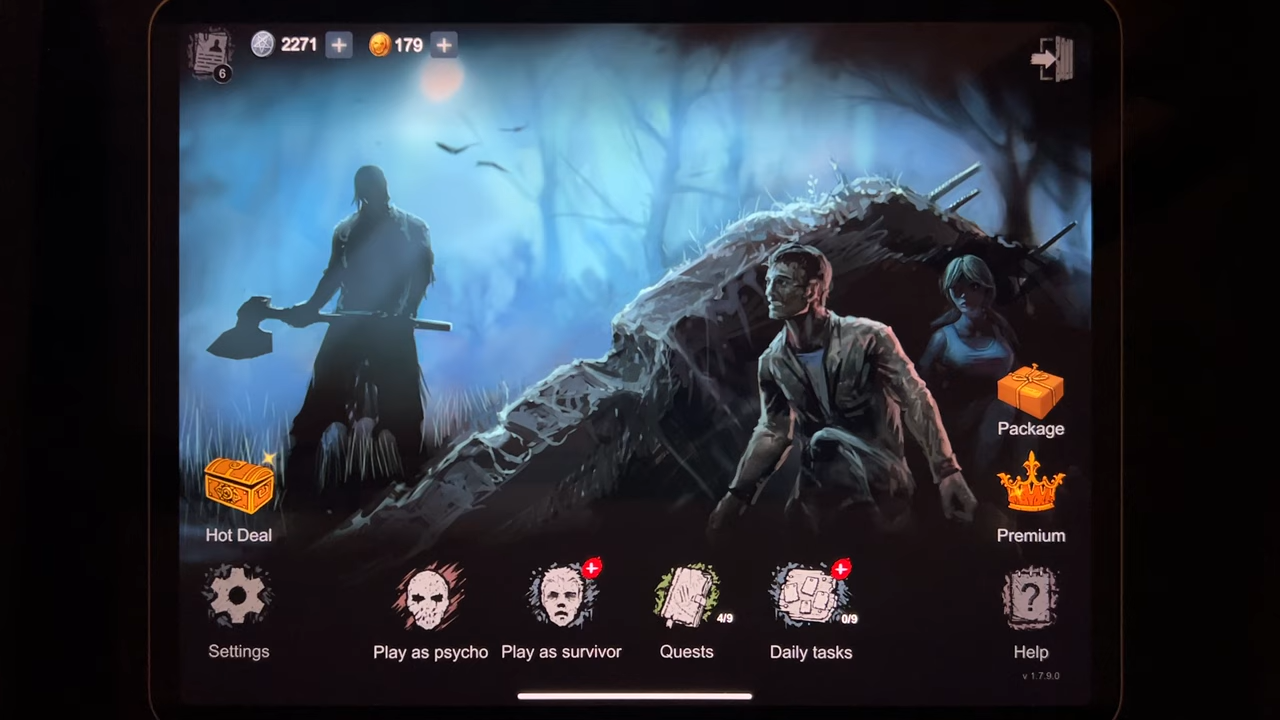 2271 + 179 +
6
Package
Hot Deal
Premium
4/9
0/9
?
Settings
Play as psycho
Play as survivor
Quests
Daily tasks
Help
v 1.7.9.0